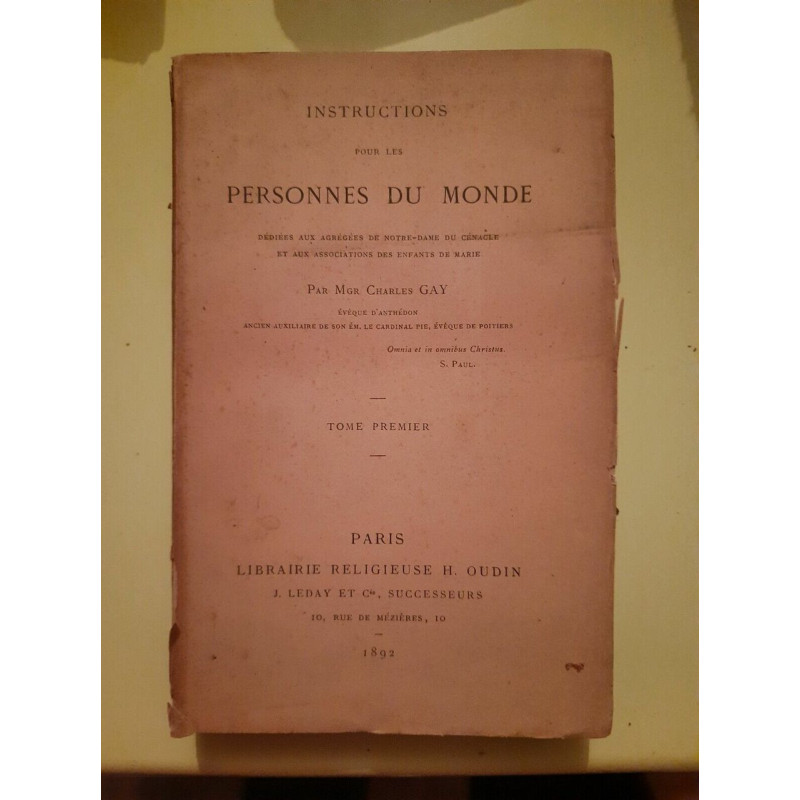 INSTRUCTIONS
POUR LES
PERSONNES DU MONDE
DÉDIÉES AUX AGRÉGÉES DE NOTRE-DAME DU CÉNACLE
ET AUX ASSOCIATIONS DES ENFANTS DE MARIE
PAR MGR CHARLES GAY
ÉVÊQUE D'ANTHÉDON
ANCIEN AUXILIAIRE DE SON ÉM. LE CARDINAL PIE, ÉVÊQUE DE POITIERS
Omnia et in omnibus Christus.
S. PAUL.
TOME PREMIER
PARIS
LIBRAIRIE RELIGIEUSE H. OUDIN
J. LEDAY ET Cie, SUCCESSEURS
10, RUE DE MÉZIÈRES, 10
1892